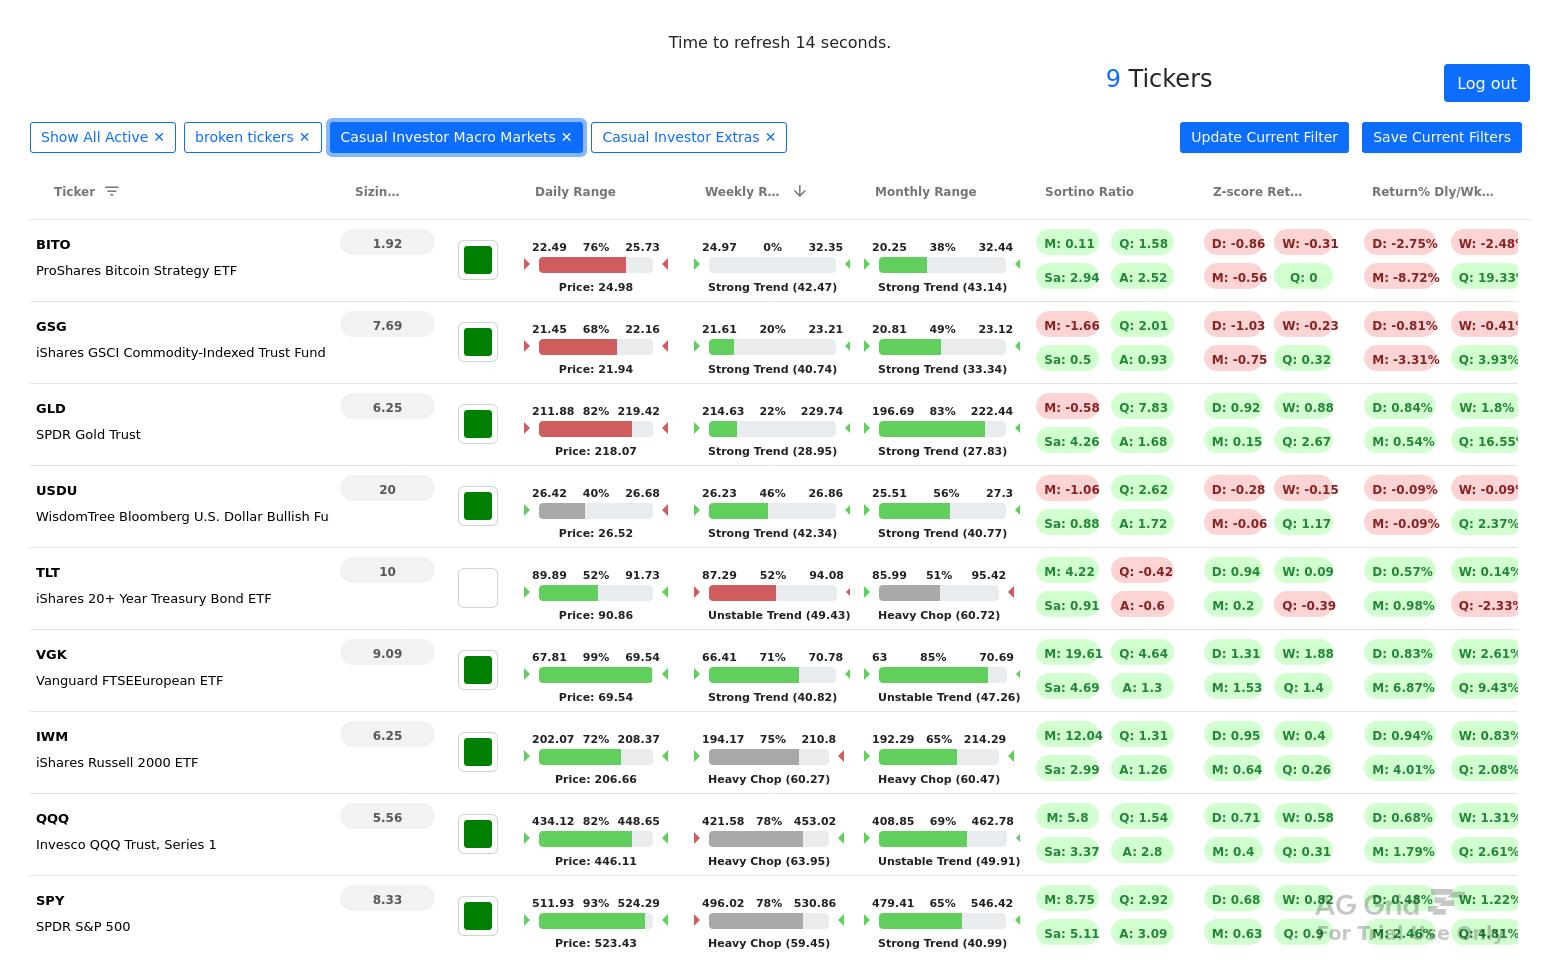 Time to refresh 14 seconds.
9 Tickers
Log out
Show All Active ✕ broken tickers ✕ Casual Investor Macro Markets ✕ Casual Investor Extras ✕ Update Current Filter Save Current Filters
Ticker Sizin... Daily Range Weekly R... Monthly Range Sortino Ratio Z-score Ret... Return% Dly/Wk...
BITO 1.92 22.49 76% 25.73 24.97 0% 32.35 20.25 38% 32.44 M: 0.11 Q: 1.58 D: -0.86 W: -0.31 D: -2.75% W: -2.48%
ProShares Bitcoin Strategy ETF Price: 24.98 Strong Trend (42.47) Strong Trend (43.14) Sa: 2.94 A: 2.52 M: -0.56 Q: 0 M: -8.72% Q: 19.33%
GSG 7.69 21.45 68% 22.16 21.61 20% 23.21 20.81 49% 23.12 M: -1.66 Q: 2.01 D: -1.03 W: -0.23 D: -0.81% W: -0.41%
iShares GSCI Commodity-Indexed Trust Fund Price: 21.94 Strong Trend (40.74) Strong Trend (33.34) Sa: 0.5 A: 0.93 M: -0.75 Q: 0.32 M: -3.31% Q: 3.93%
GLD 6.25 211.88 82% 219.42 214.63 22% 229.74 196.69 83% 222.44 M: -0.58 Q: 7.83 D: 0.92 W: 0.88 D: 0.84% W: 1.8%
SPDR Gold Trust Price: 218.07 Strong Trend (28.95) Strong Trend (27.83) Sa: 4.26 A: 1.68 M: 0.15 Q: 2.67 M: 0.54% Q: 16.55%
USDU 20 26.42 40% 26.68 26.23 46% 26.86 25.51 56% 27.3 M: -1.06 Q: 2.62 D: -0.28 W: -0.15 D: -0.09% W: -0.09%
WisdomTree Bloomberg U.S. Dollar Bullish Fu Price: 26.52 Strong Trend (42.34) Strong Trend (40.77) Sa: 0.88 A: 1.72 M: -0.06 Q: 1.17 M: -0.09% Q: 2.37%
TLT 10 89.89 52% 91.73 87.29 52% 94.08 85.99 51% 95.42 M: 4.22 Q: -0.42 D: 0.94 W: 0.09 D: 0.57% W: 0.14%
iShares 20+ Year Treasury Bond ETF Price: 90.86 Unstable Trend (49.43) Heavy Chop (60.72) Sa: 0.91 A: -0.6 M: 0.2 Q: -0.39 M: 0.98% Q: -2.33%
VGK 9.09 67.81 99% 69.54 66.41 71% 70.78 63 85% 70.69 M: 19.61 Q: 4.64 D: 1.31 W: 1.88 D: 0.83% W: 2.61%
Vanguard FTSEEuropean ETF Price: 69.54 Strong Trend (40.82) Unstable Trend (47.26) Sa: 4.69 A: 1.3 M: 1.53 Q: 1.4 M: 6.87% Q: 9.43%
IWM 6.25 202.07 72% 208.37 194.17 75% 210.8 192.29 65% 214.29 M: 12.04 Q: 1.31 D: 0.95 W: 0.4 D: 0.94% W: 0.83%
iShares Russell 2000 ETF Price: 206.66 Heavy Chop (60.27) Heavy Chop (60.47) Sa: 2.99 A: 1.26 M: 0.64 Q: 0.26 M: 4.01% Q: 2.08%
QQQ 5.56 434.12 82% 448.65 421.58 78% 453.02 408.85 69% 462.78 M: 5.8 Q: 1.54 D: 0.71 W: 0.58 D: 0.68% W: 1.31%
Invesco QQQ Trust, Series 1 Price: 446.11 Heavy Chop (63.95) Unstable Trend (49.91) Sa: 3.37 A: 2.8 M: 0.4 Q: 0.31 M: 1.79% Q: 2.61%
SPY 8.33 511.93 93% 524.29 496.02 78% 530.86 479.41 65% 546.42 M: 8.75 Q: 2.92 D: 0.68 W: 0.82 D: 0.48% W: 1.22%
SPDR S&P 500 Price: 523.43 Heavy Chop (59.45) Strong Trend (40.99) Sa: 5.11 A: 3.09 M: 0.63 Q: 0.9 M: 2.46% Q: 4.81%
AG Grid
For Trial Use Only